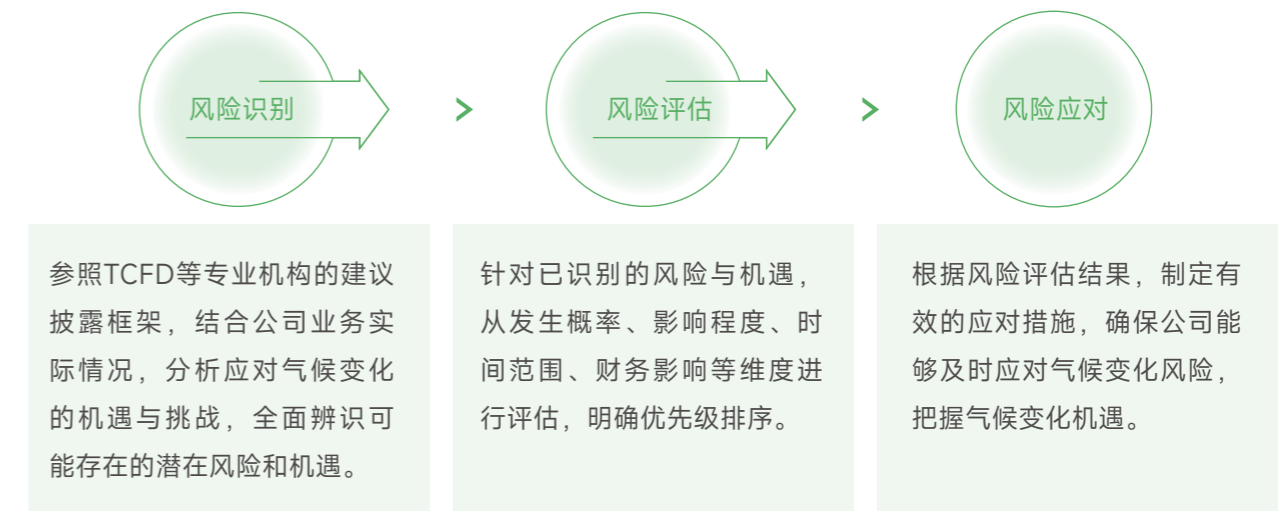 风险识别
>
风险评估
>
风险应对
参照TCFD等专业机构的建议
披露框架，结合公司业务实
际情况，分析应对气候变化
的机遇与挑战，全面辨识可
能存在的潜在风险和机遇。
针对已识别的风险与机遇，
从发生概率、影响程度、时
间范围、财务影响等维度进
行评估，明确优先级排序。
根据风险评估结果，制定有
效的应对措施，确保公司能
够及时应对气候变化风险，
把握气候变化机遇。